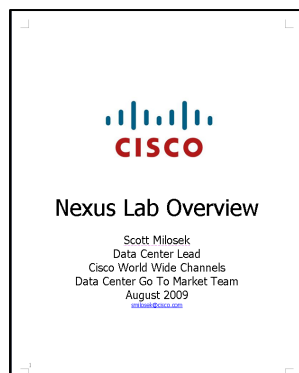 CISCO
Nexus Lab Overview
Scott Milosek
Data Center Lead
Cisco World Wide Channels
Data Center Go To Market Team
August 2009
smilosek@cisco.com
1